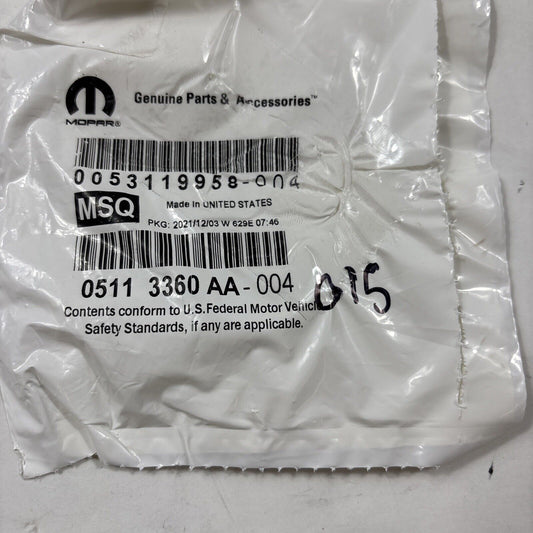 MOPAR®
Genuine Parts & Accessories™
0053119958-004
MSQ
Made in UNITED STATES
PKG: 2021/12/03 W 629E 07:46
0511 3360 AA - 004
015
Contents conform to U.S.Federal Motor Vehicle
Safety Standards, if any are applicable.